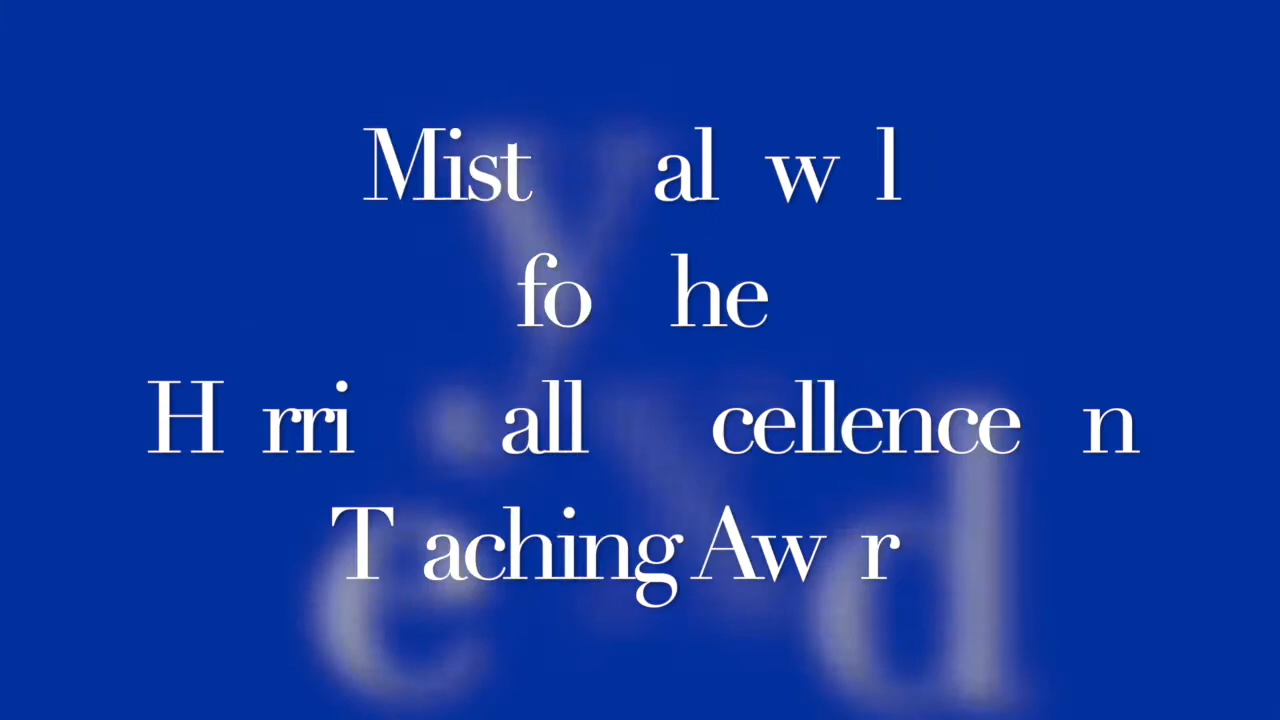 Mist al w l
fo he
H rri all cellence n
T aching Aw r